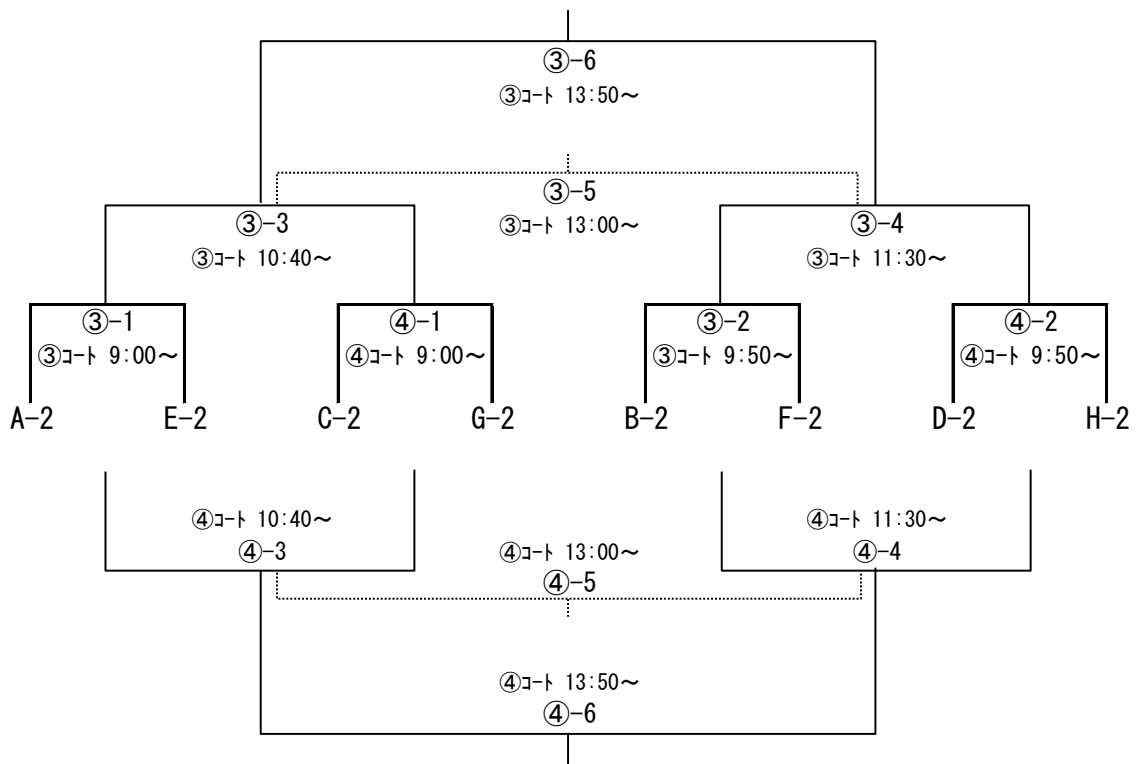 ③-6
③ｺｰﾄ 13:50～
③-5
③-3
③-4
③ｺｰﾄ 13:00～
③ｺｰﾄ 10:40～
③ｺｰﾄ 11:30～
③-1
④-1
③-2
④-2
③ｺｰﾄ 9:00～
④ｺｰﾄ 9:00～
③ｺｰﾄ 9:50～
④ｺｰﾄ 9:50～
A-2
E-2
C-2
G-2
B-2
F-2
D-2
H-2
④ｺｰﾄ 10:40～
④ｺｰﾄ 11:30～
④-3
④ｺｰﾄ 13:00～
④-4
④-5
④ｺｰﾄ 13:50～
④-6